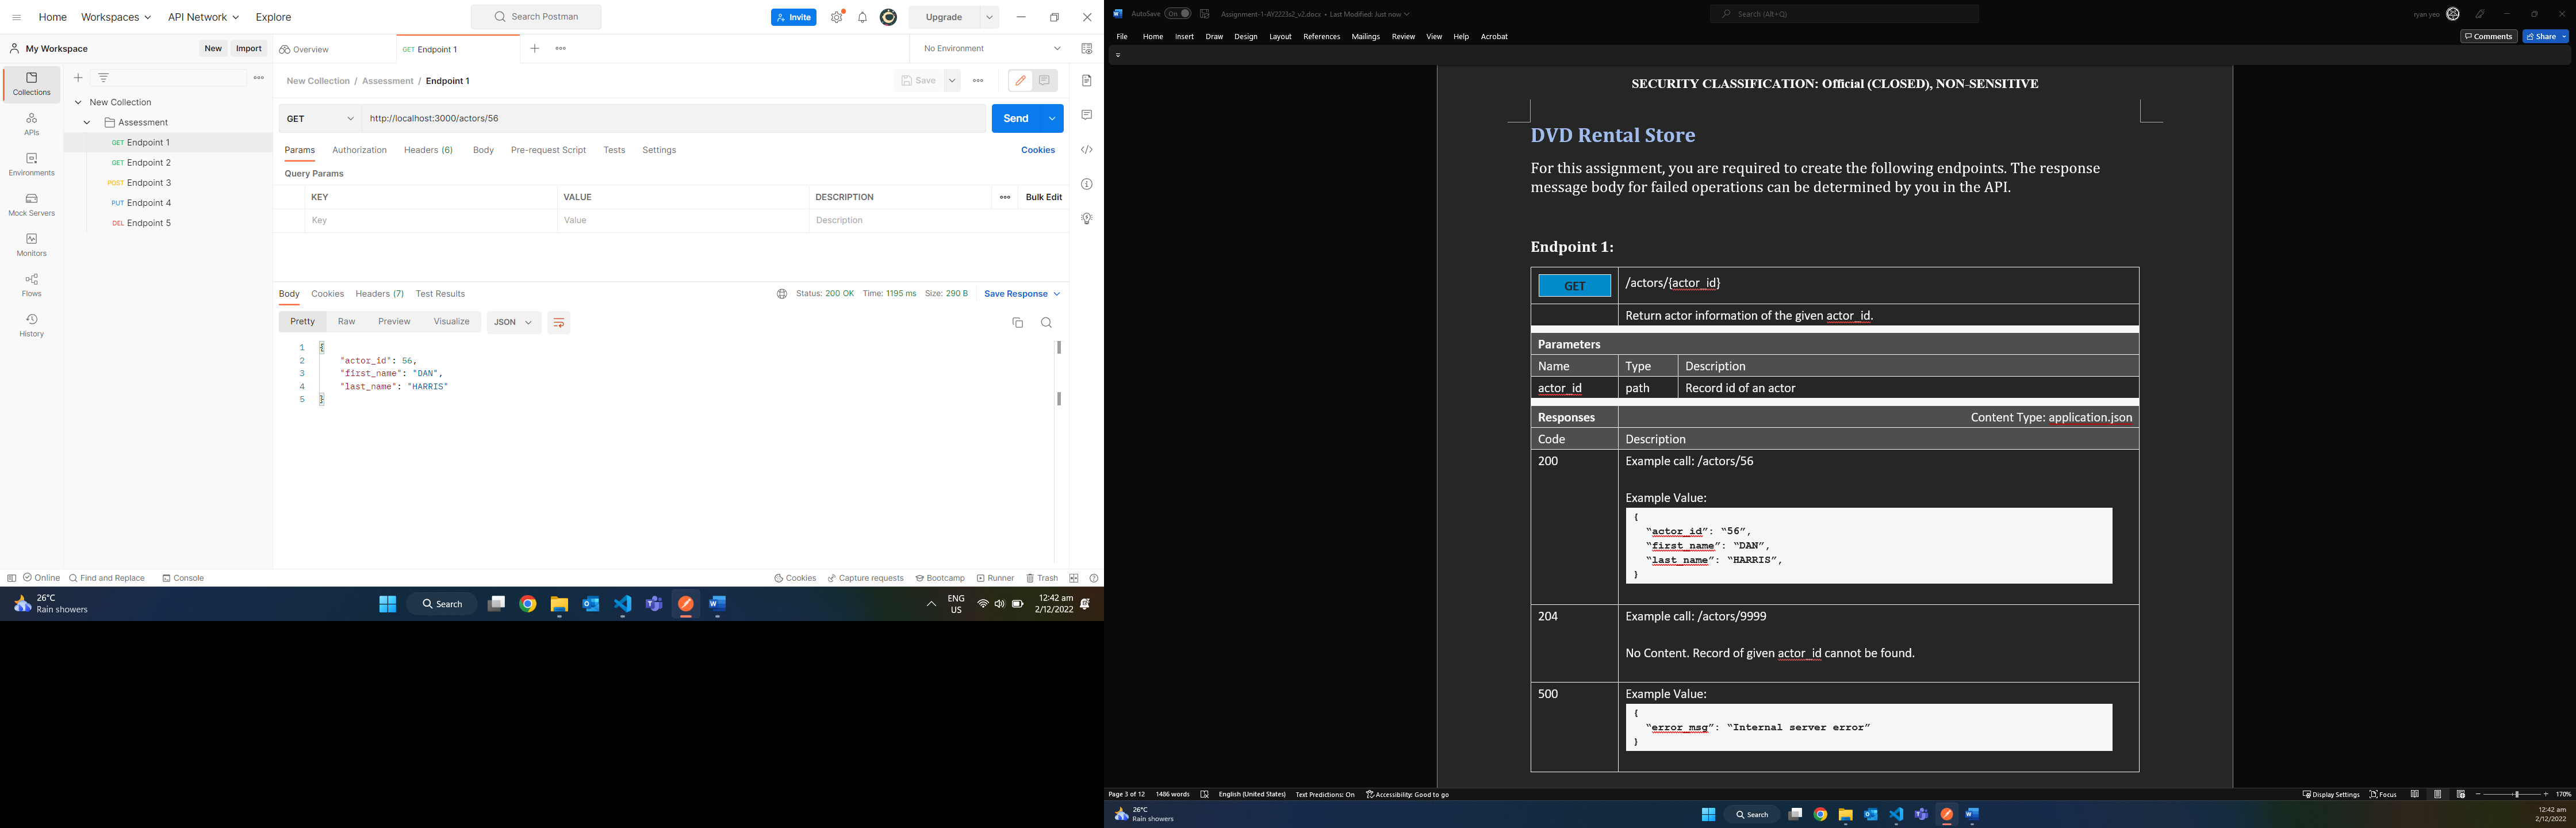 Home Workspaces API Network Explore
Search Postman
Invite
Upgrade
My Workspace
New Import
Overview
GET Endpoint 1
No Environment
Collections
APIs
Environments
Mock Servers
Monitors
Flows
History
New Collection
Assessment
GET Endpoint 1
GET Endpoint 2
POST Endpoint 3
PUT Endpoint 4
DEL Endpoint 5
New Collection / Assessment / Endpoint 1
Save
GET
http://localhost:3000/actors/56
Send
Params Authorization Headers (6) Body Pre-request Script Tests Settings
Cookies
Query Params
KEY VALUE DESCRIPTION Bulk Edit
Key Value Description
Body Cookies Headers (7) Test Results
Status: 200 OK Time: 1195 ms Size: 290 B Save Response
Pretty Raw Preview Visualize JSON
1 {
2 "actor_id": 56,
3 "first_name": "DAN",
4 "last_name": "HARRIS"
5 }
Online Find and Replace Console
Cookies Capture requests Bootcamp Runner Trash
26°C
Rain showers
Search
ENG
US
12:42 am
2/12/2022
AutoSave On Assignment-1-AY2223s2_v2.docx • Last Modified: Just now
Search (Alt+Q)
ryan yeo
File Home Insert Draw Design Layout References Mailings Review View Help Acrobat
Comments Share
SECURITY CLASSIFICATION: Official (CLOSED), NON-SENSITIVE
DVD Rental Store
For this assignment, you are required to create the following endpoints. The response
message body for failed operations can be determined by you in the API.
Endpoint 1:
GET /actors/{actor_id}
Return actor information of the given actor_id.
Parameters
Name Type Description
actor_id path Record id of an actor
Responses Content Type: application.json
Code Description
200 Example call: /actors/56
Example Value:
{
“actor_id”: “56”,
“first_name”: “DAN”,
“last_name”: “HARRIS”,
}
204 Example call: /actors/9999
No Content. Record of given actor_id cannot be found.
500 Example Value:
{
“error_msg”: “Internal server error”
}
Page 3 of 12 1486 words English (United States) Text Predictions: On Accessibility: Good to go
Display Settings Focus 170%
26°C
Rain showers
Search
12:42 am
2/12/2022